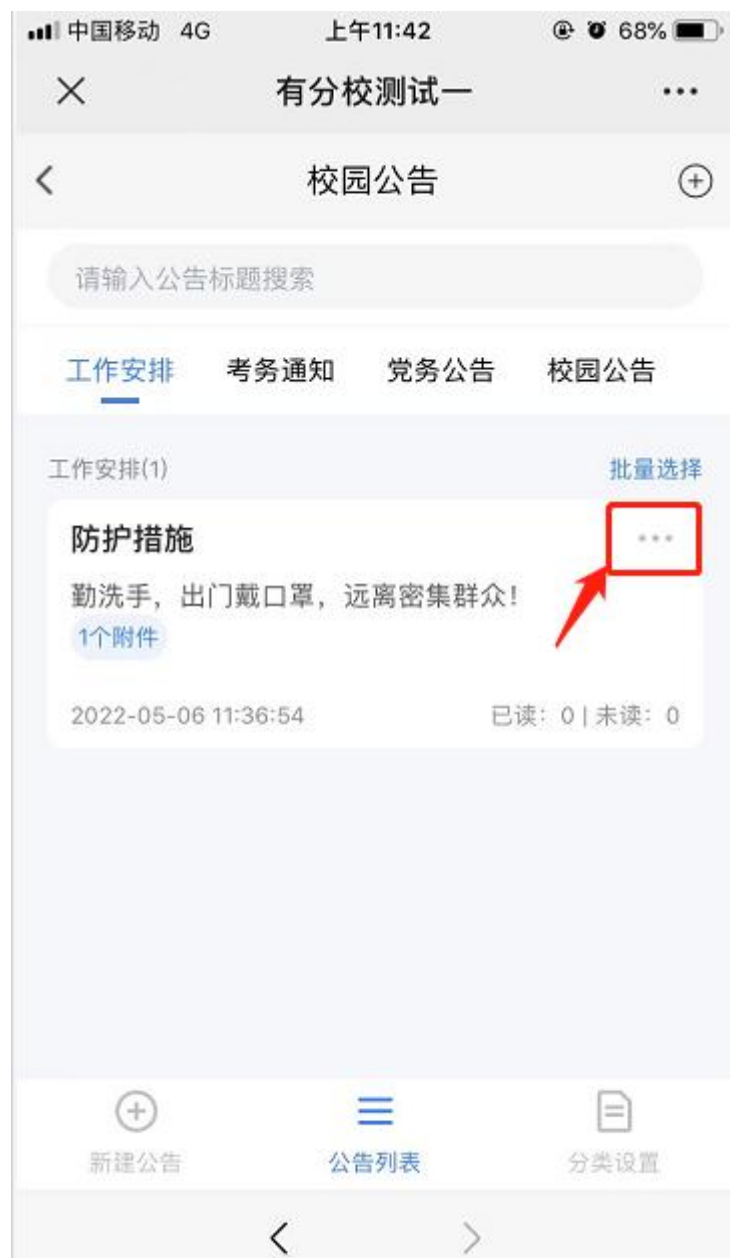 中国移动 4G 上午11:42 68%
有分校测试一
校园公告
请输入公告标题搜索
工作安排 考务通知 党务公告 校园公告
工作安排(1) 批量选择
防护措施
勤洗手，出门戴口罩，远离密集群众！
1个附件
2022-05-06 11:36:54 已读：0 | 未读：0
新建公告 公告列表 分类设置